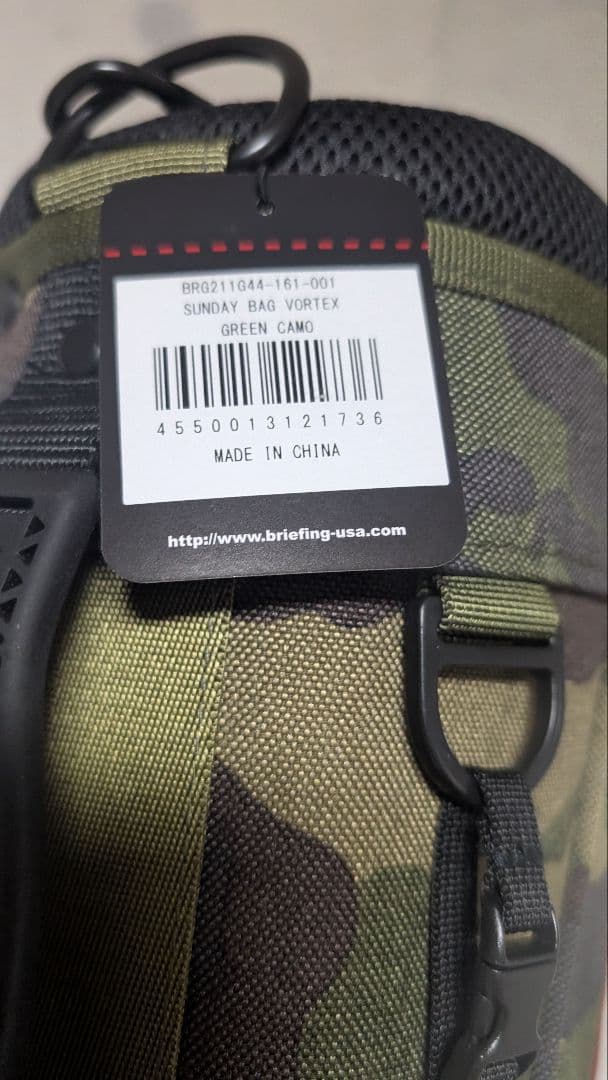 BRG211G44-161-001
SUNDAY BAG VORTEX
GREEN CAMO
4550013121736
MADE IN CHINA
http://www.briefing-usa.com